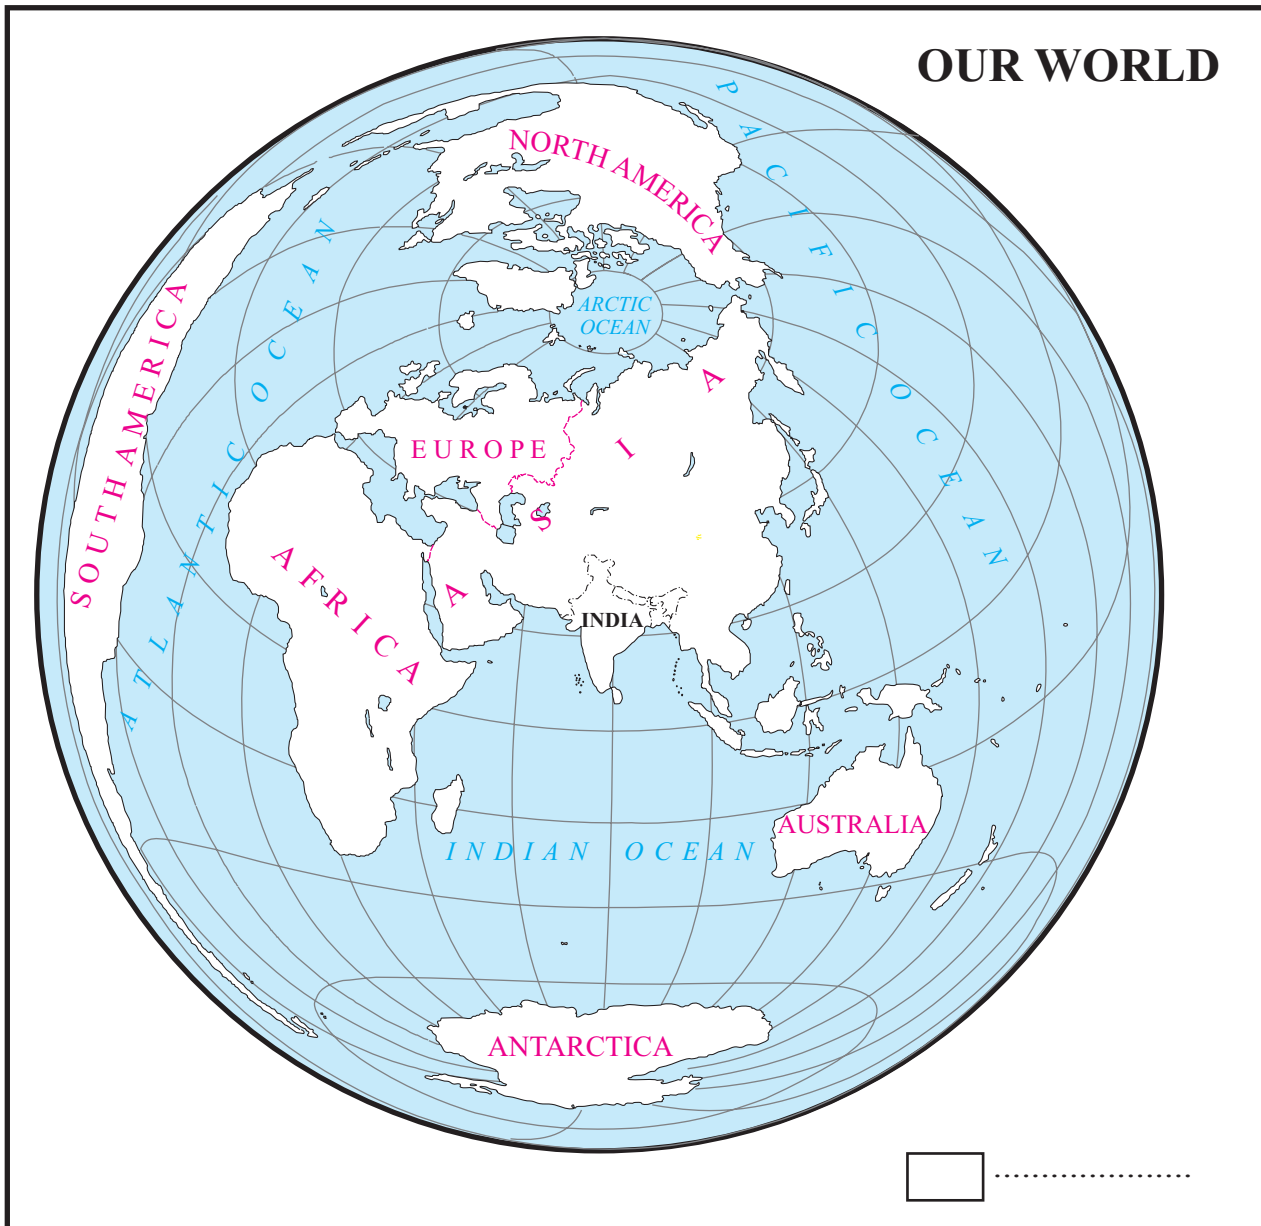 OUR WORLD
PACIFIC OCEAN
NORTH AMERICA
ATLANTIC OCEAN
SOUTH AMERICA
ARCTIC
OCEAN
EUROPE
ASIA
AFRICA
INDIA
AUSTRALIA
INDIAN OCEAN
ANTARCTICA